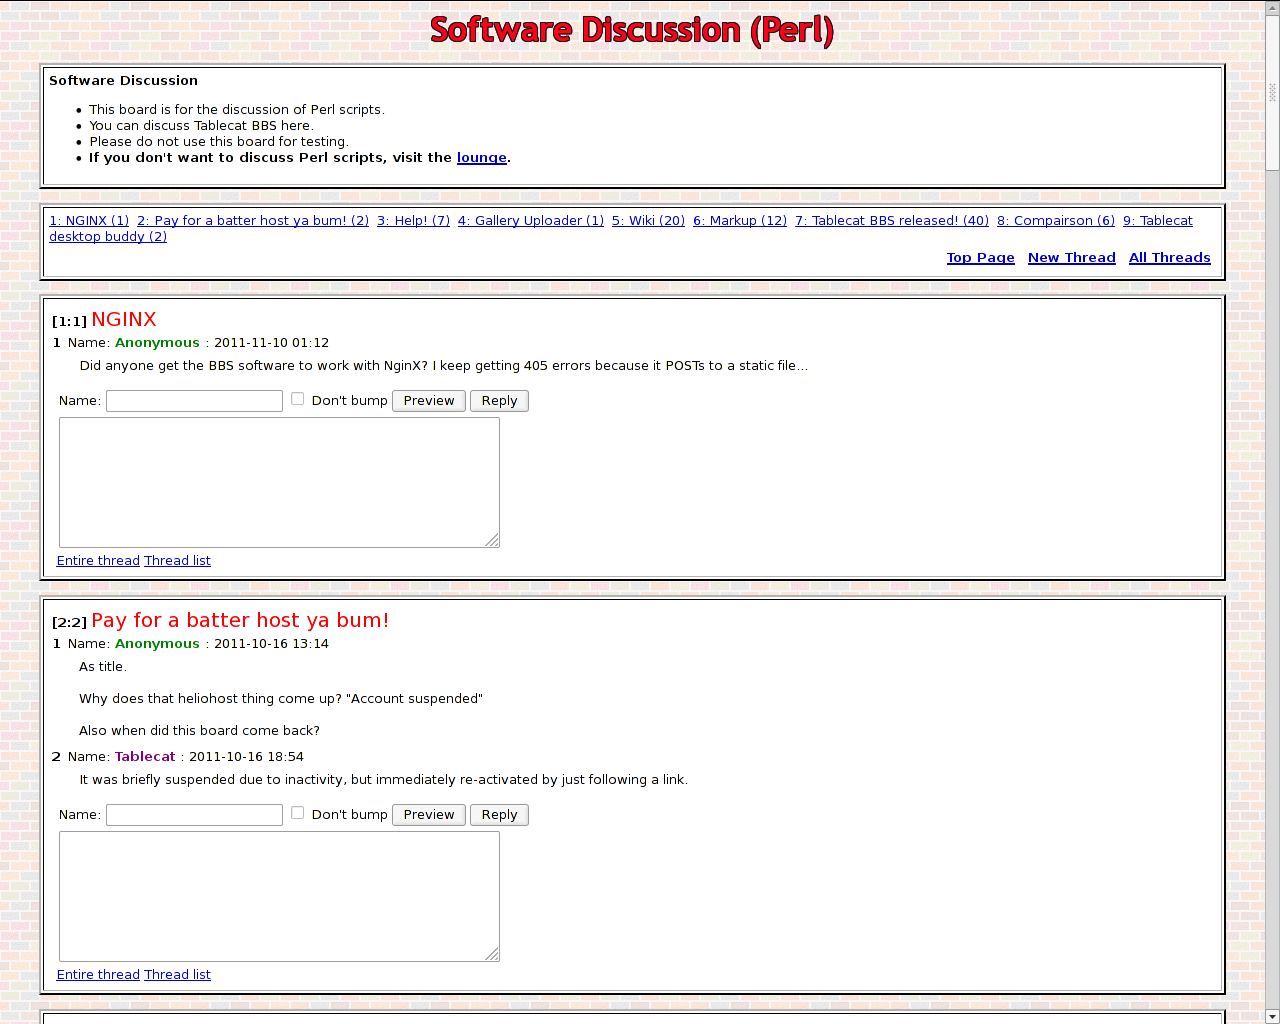 Software Discussion (Perl)
Software Discussion
This board is for the discussion of Perl scripts.
You can discuss Tablecat BBS here.
Please do not use this board for testing.
If you don't want to discuss Perl scripts, visit the lounge.
1: NGINX (1) 2: Pay for a batter host ya bum! (2) 3: Help! (7) 4: Gallery Uploader (1) 5: Wiki (20) 6: Markup (12) 7: Tablecat BBS released! (40) 8: Compairson (6) 9: Tablecat
desktop buddy (2)
Top Page New Thread All Threads
[1:1] NGINX
1 Name: Anonymous : 2011-11-10 01:12
Did anyone get the BBS software to work with NginX? I keep getting 405 errors because it POSTs to a static file...
Name: Don't bump Preview Reply
Entire thread Thread list
[2:2] Pay for a batter host ya bum!
1 Name: Anonymous : 2011-10-16 13:14
As title.
Why does that heliohost thing come up? "Account suspended"
Also when did this board come back?
2 Name: Tablecat : 2011-10-16 18:54
It was briefly suspended due to inactivity, but immediately re-activated by just following a link.
Name: Don't bump Preview Reply
Entire thread Thread list